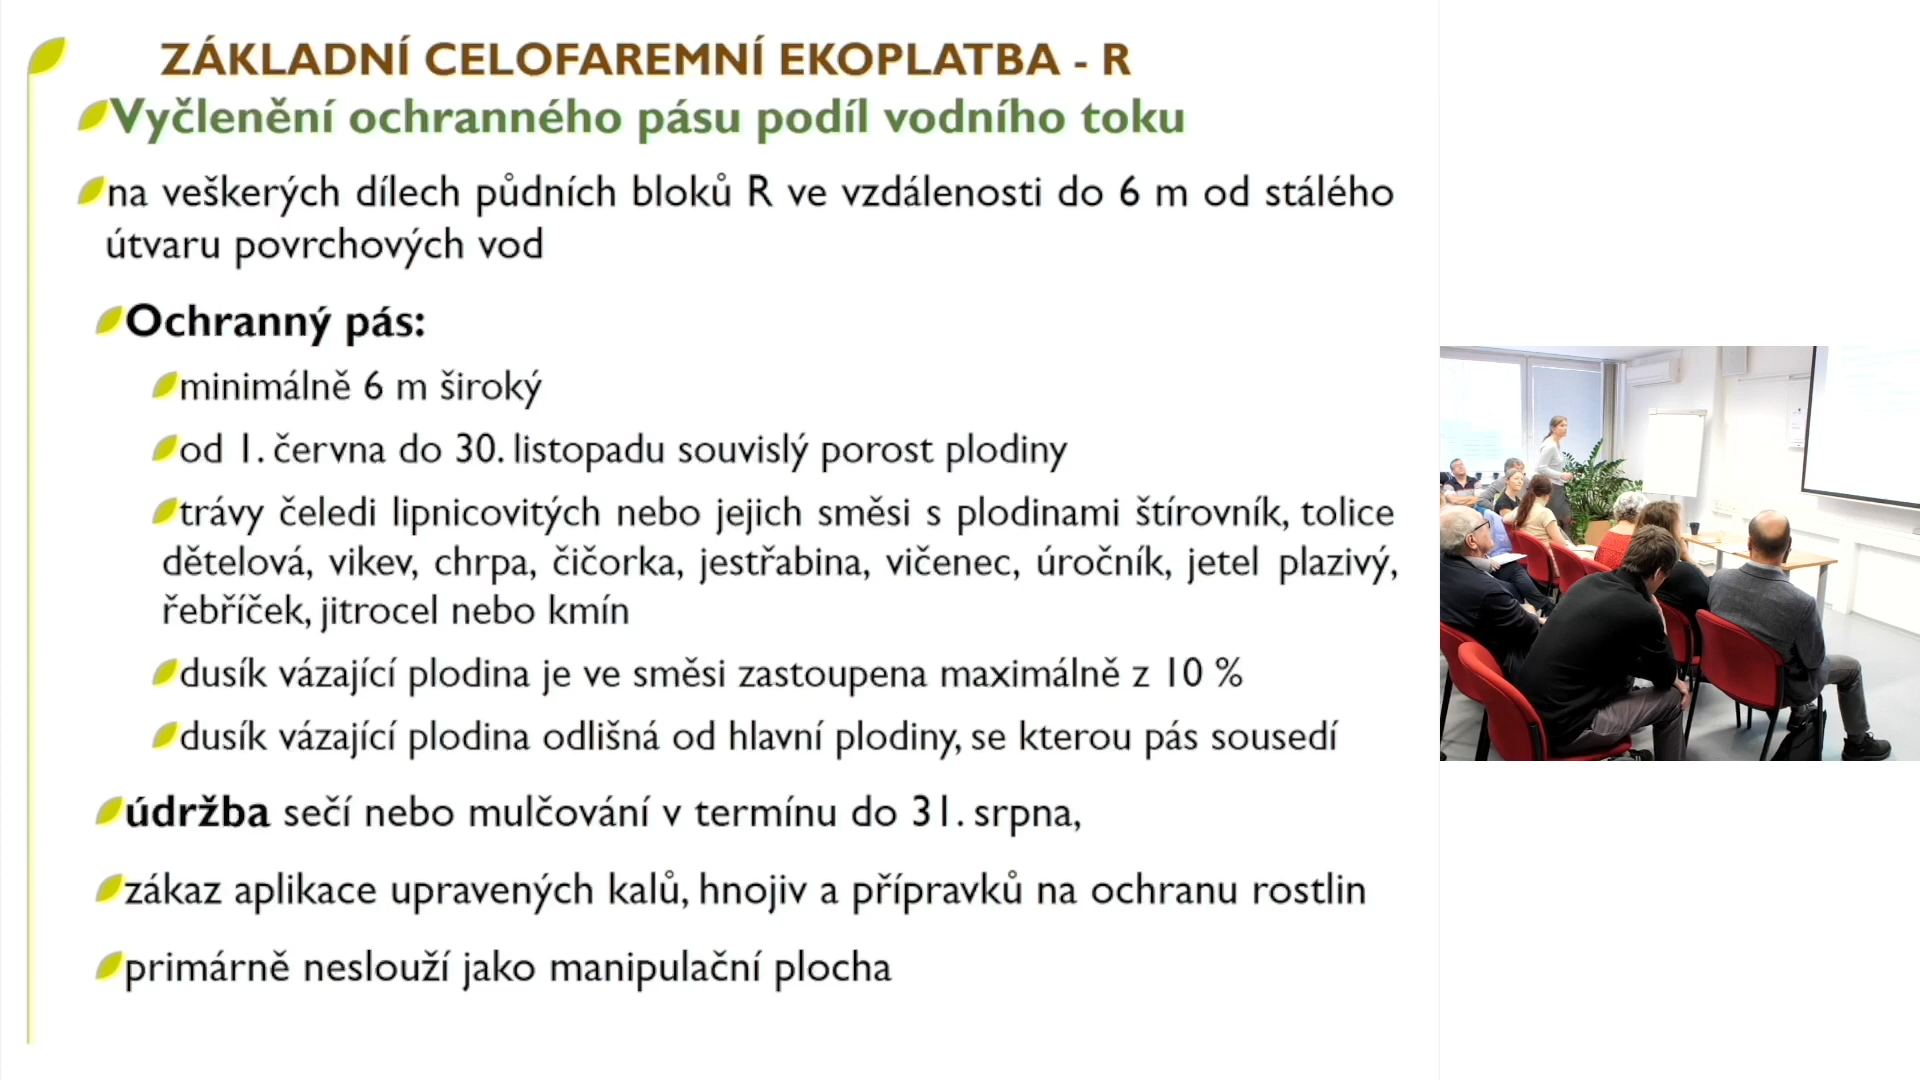 ZÁKLADNÍ CELOFAREMNÍ EKOPLATBA - R
Vyčlenění ochranného pásu podíl vodního toku
na veškerých dílech půdních bloků R ve vzdálenosti do 6 m od stálého
útvaru povrchových vod
Ochranný pás:
minimálně 6 m široký
od 1. června do 30. listopadu souvislý porost plodiny
trávy čeledi lipnicovitých nebo jejich směsi s plodinami štírovník, tolice
dětelová, vikev, chrpa, čičorka, jestřabina, vičenec, úročník, jetel plazivý,
řebříček, jitrocel nebo kmín
dusík vázající plodina je ve směsi zastoupena maximálně z 10 %
dusík vázající plodina odlišná od hlavní plodiny, se kterou pás sousedí
údržba sečí nebo mulčování v termínu do 31. srpna,
zákaz aplikace upravených kalů, hnojiv a přípravků na ochranu rostlin
primárně neslouží jako manipulační plocha